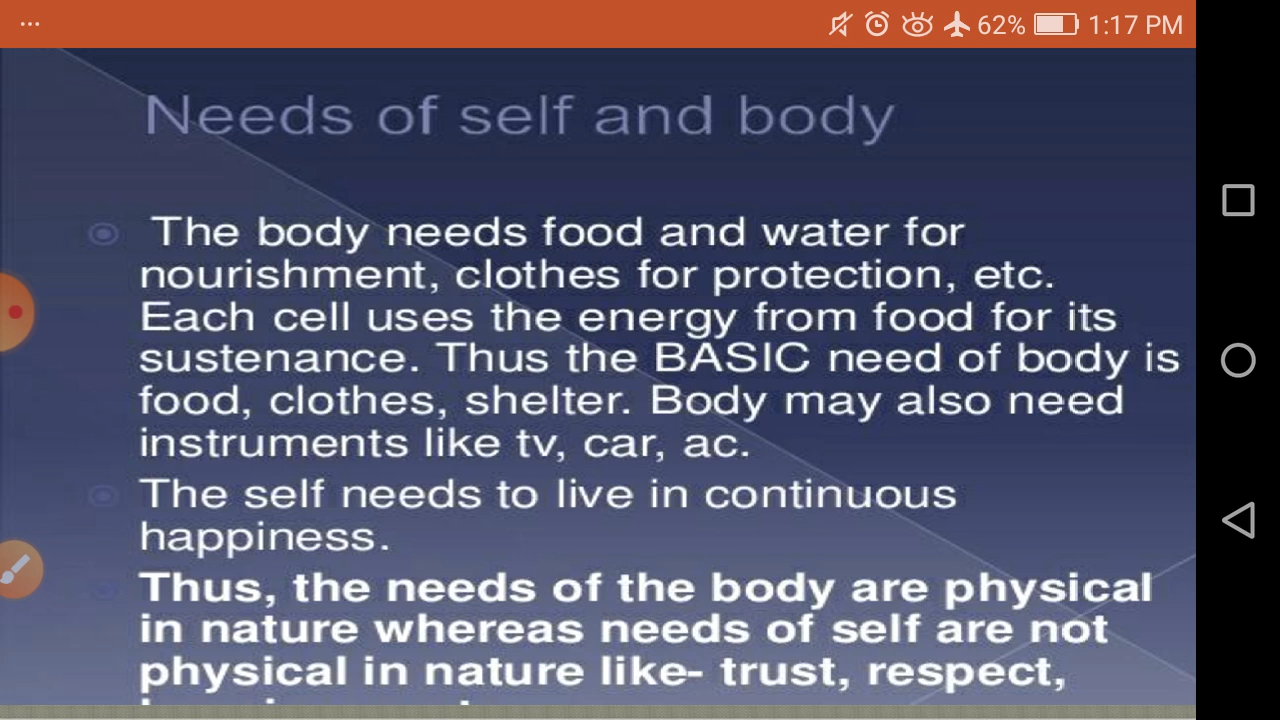 62% 1:17 PM
Needs of self and body
The body needs food and water for
nourishment, clothes for protection, etc.
Each cell uses the energy from food for its
sustenance. Thus the BASIC need of body is
food, clothes, shelter. Body may also need
instruments like tv, car, ac.
The self needs to live in continuous
happiness.
Thus, the needs of the body are physical
in nature whereas needs of self are not
physical in nature like- trust, respect,